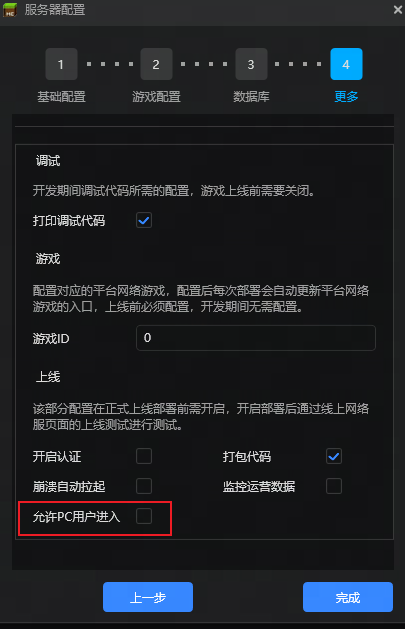 服务器配置
1
2
3
4
基础配置
游戏配置
数据库
更多
调试
开发期间调试代码所需的配置，游戏上线前需要关闭。
打印调试代码
游戏
配置对应的平台网络游戏，配置后每次部署会自动更新平台网络
游戏的入口，上线前必须配置，开发期间无需配置。
游戏ID
0
上线
该部分配置在正式上线部署前需开启，开启部署后通过线上网络
服页面的上线测试进行测试。
开启认证
打包代码
崩溃自动拉起
监控运营数据
允许PC用户进入
上一步
完成